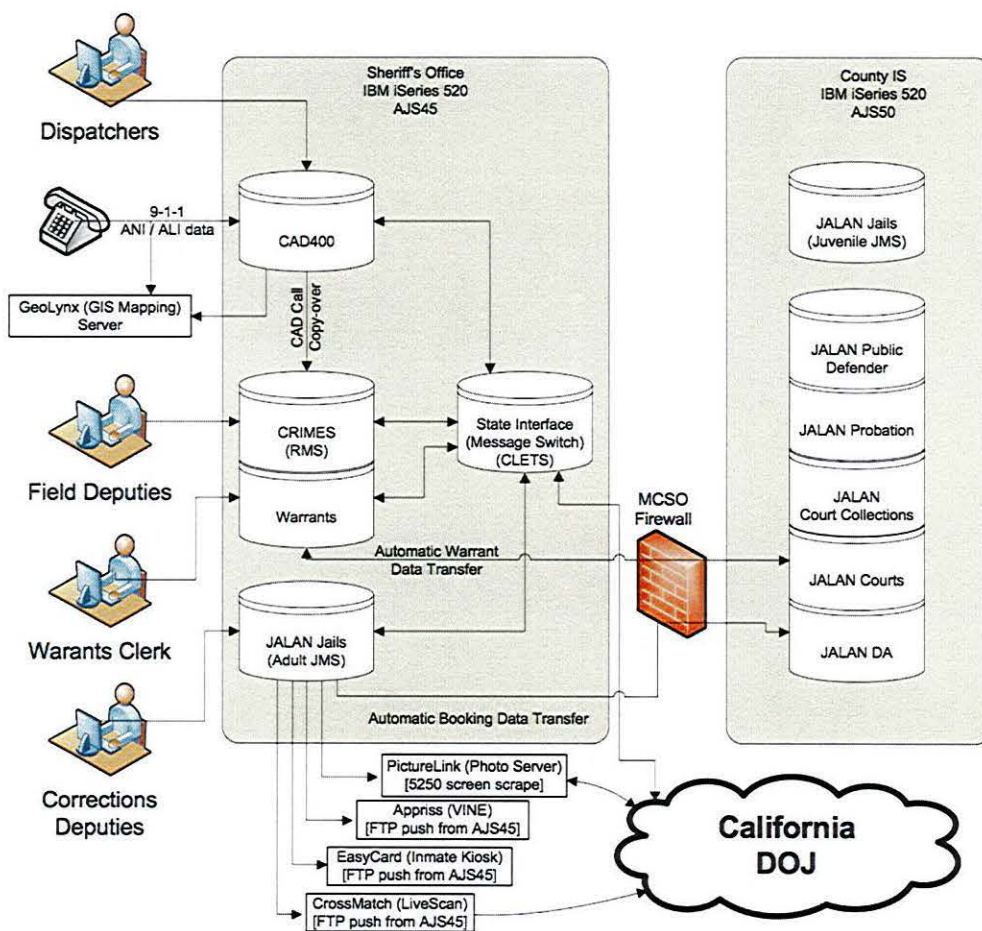 Sheriff's Office
IBM iSeries 520
AJS45
County IS
IBM iSeries 520
AJS50
Dispatchers
9-1-1
ANI / ALI data
CAD400
GeoLynx (GIS Mapping)
Server
CAD Call
Copy-over
JALAN Jails
(Juvenile JMS)
JALAN Public
Defender
JALAN Probation
JALAN
Court Collections
JALAN Courts
JALAN DA
Field Deputies
CRIMES
(RMS)
Warrants
State Interface
(Message Switch)
(CLETS)
MCSO
Firewall
Automatic Warrant
Data Transfer
Warants Clerk
JALAN Jails
(Adult JMS)
Automatic Booking Data Transfer
Corrections
Deputies
PictureLink (Photo Server)
[5250 screen scrape]
Appriss (VINE)
[FTP push from AJS45]
EasyCard (Inmate Kiosk)
[FTP push from AJS45]
CrossMatch (LiveScan)
[FTP push from AJS45]
California
DOJ